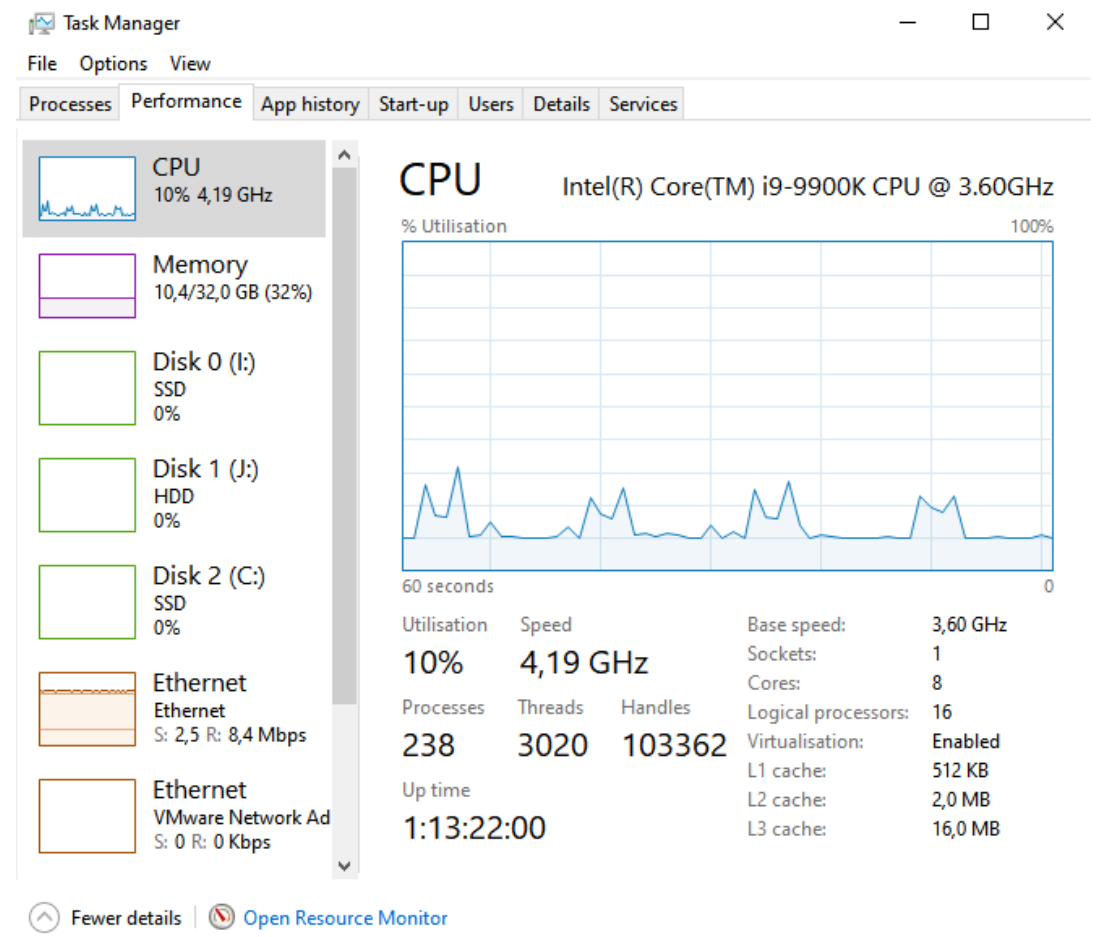 Task Manager
File Options View
Processes Performance App history Start-up Users Details Services
CPU
10% 4,19 GHz
Memory
10,4/32,0 GB (32%)
Disk 0 (I:)
SSD
0%
Disk 1 (J:)
HDD
0%
Disk 2 (C:)
SSD
0%
Ethernet
Ethernet
S: 2,5 R: 8,4 Mbps
Ethernet
VMware Network Ad
S: 0 R: 0 Kbps
CPU Intel(R) Core(TM) i9-9900K CPU @ 3.60GHz
% Utilisation 100%
60 seconds 0
Utilisation Speed
10% 4,19 GHz
Processes Threads Handles
238 3020 103362
Up time
1:13:22:00
Base speed: 3,60 GHz
Sockets: 1
Cores: 8
Logical processors: 16
Virtualisation: Enabled
L1 cache: 512 KB
L2 cache: 2,0 MB
L3 cache: 16,0 MB
Fewer details Open Resource Monitor